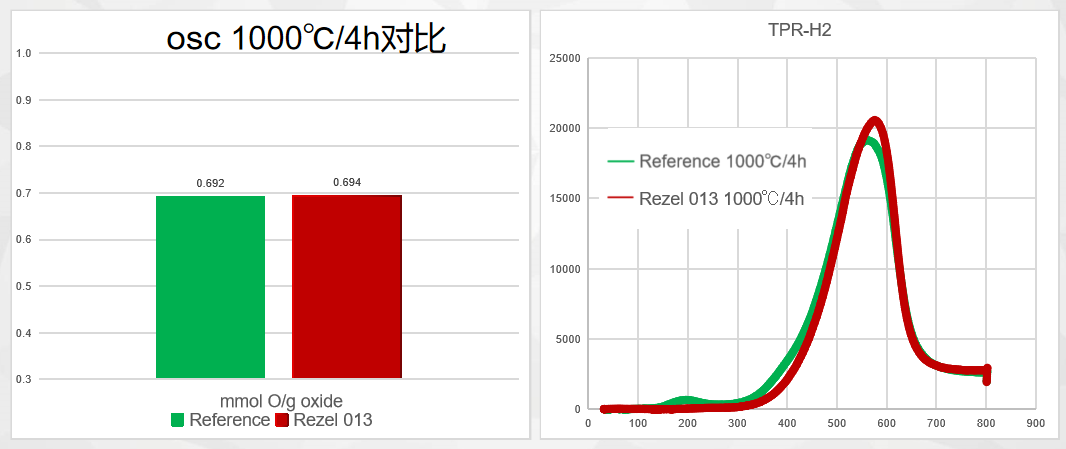 osc 1000℃/4h对比
1.0
0.9
0.8
0.7
0.6
0.5
0.4
0.3
0.692
0.694
mmol O/g oxide
Reference
Rezel 013
TPR-H2
25000
20000
15000
10000
5000
0
Reference 1000℃/4h
Rezel 013 1000℃/4h
0 100 200 300 400 500 600 700 800 900